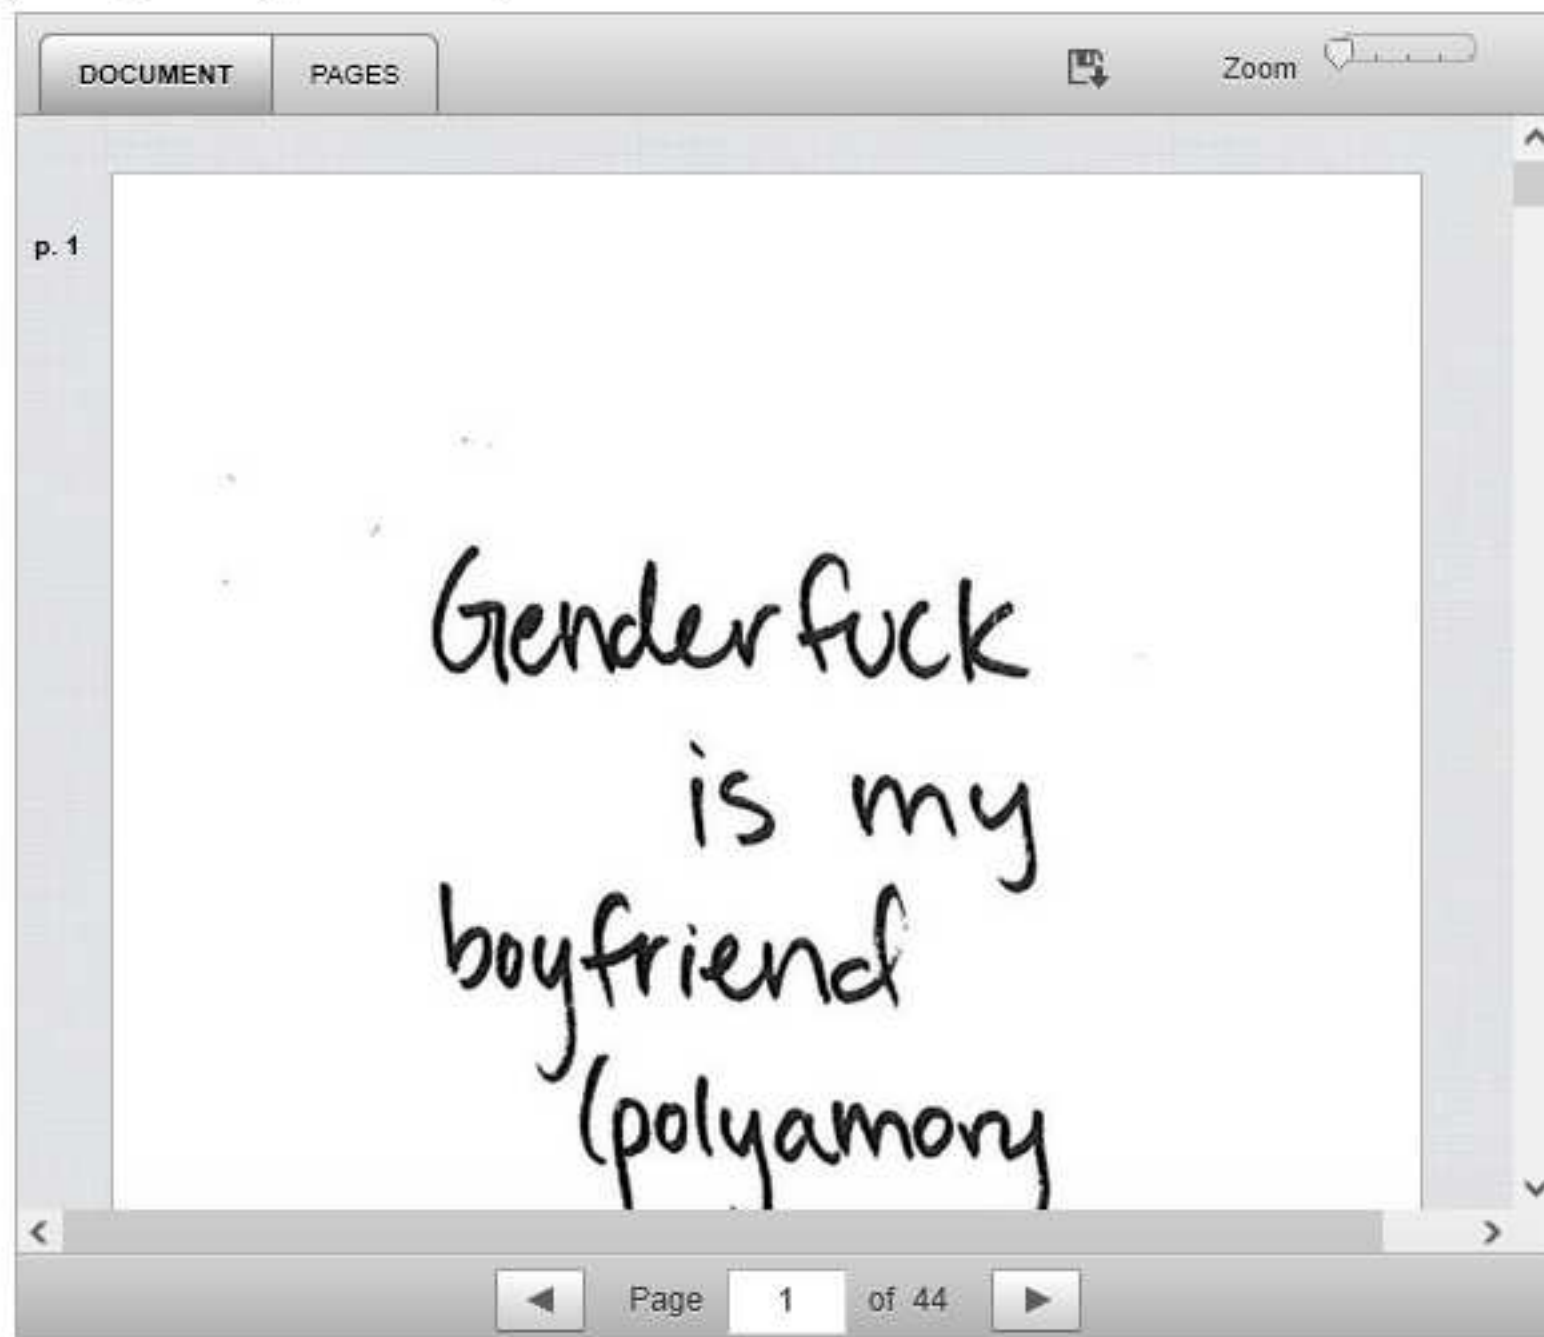 DOCUMENT PAGES Zoom
p. 1
Genderfuck
is my
boyfriend
(polyamory
Page 1 of 44